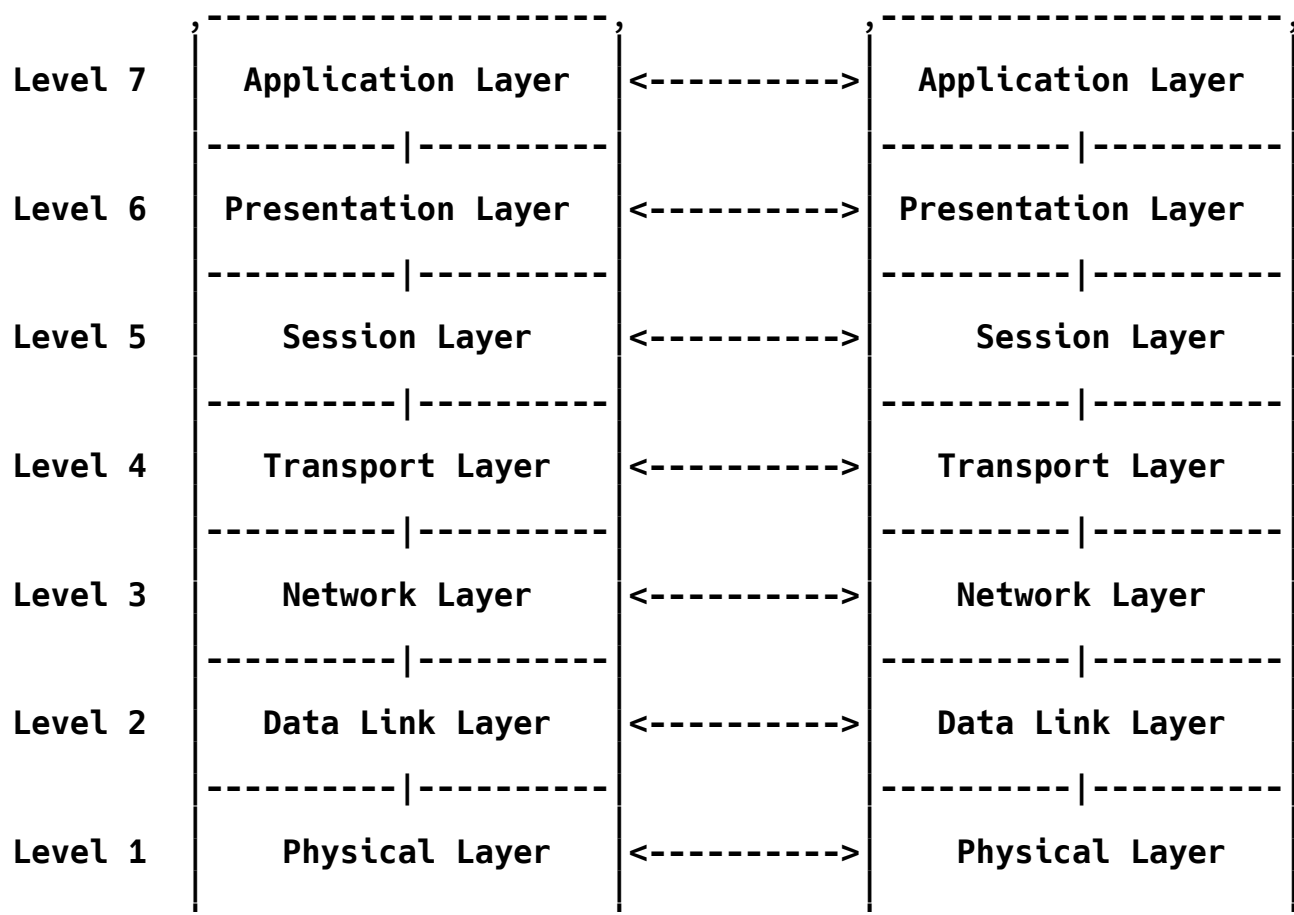 ,---------------------,            ,---------------------,
Level 7 | Application Layer |<---------->| Application Layer |
|----------|----------| |----------|----------|
Level 6 | Presentation Layer |<---------->| Presentation Layer |
|----------|----------| |----------|----------|
Level 5 | Session Layer |<---------->| Session Layer |
|----------|----------| |----------|----------|
Level 4 | Transport Layer |<---------->| Transport Layer |
|----------|----------| |----------|----------|
Level 3 | Network Layer |<---------->| Network Layer |
|----------|----------| |----------|----------|
Level 2 | Data Link Layer |<---------->| Data Link Layer |
|----------|----------| |----------|----------|
Level 1 | Physical Layer |<---------->| Physical Layer |